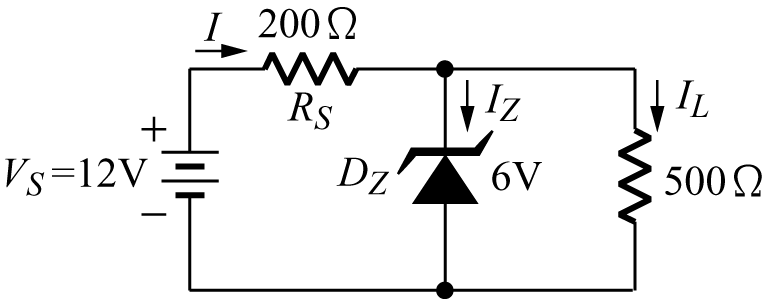 I 200 Ω
R_S
+
I_Z
I_L
V_S=12V
D_Z
6V
500 Ω
−